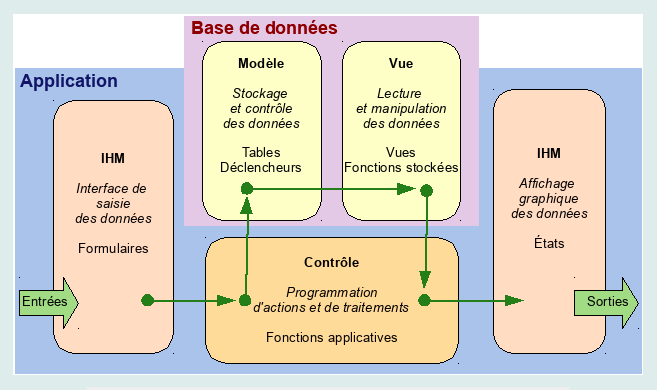 Base de données
Application
Modèle
Stockage
et contrôle
des données
Tables
Déclencheurs
Vue
Lecture
et manipulation
des données
Vues
Fonctions stockées
IHM
Interface de
saisie
des données
Formulaires
Entrées
Contrôle
Programmation
d'actions et de traitements
Fonctions applicatives
IHM
Affichage
graphique
des données
États
Sorties